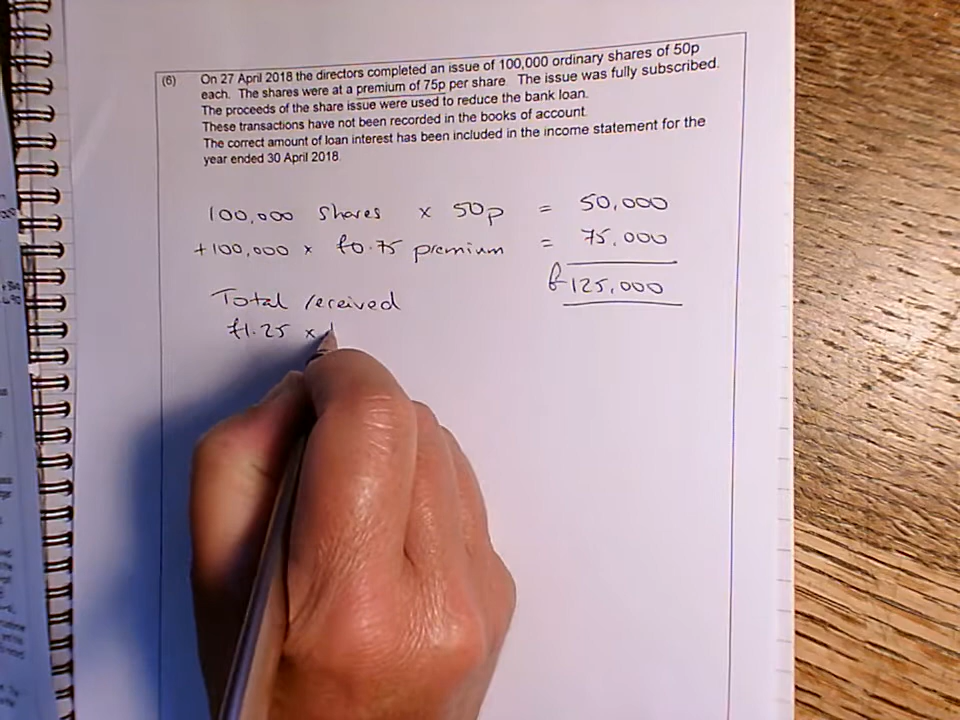 (6) On 27 April 2018 the directors completed an issue of 100,000 ordinary shares of 50p
each. The shares were at a premium of 75p per share. The issue was fully subscribed.
The proceeds of the share issue were used to reduce the bank loan.
These transactions have not been recorded in the books of account.
The correct amount of loan interest has been included in the income statement for the
year ended 30 April 2018.
100,000 shares x 50p = 50,000
+100,000 x £0.75 premium = 75,000
£125,000
Total received
£1.25 x